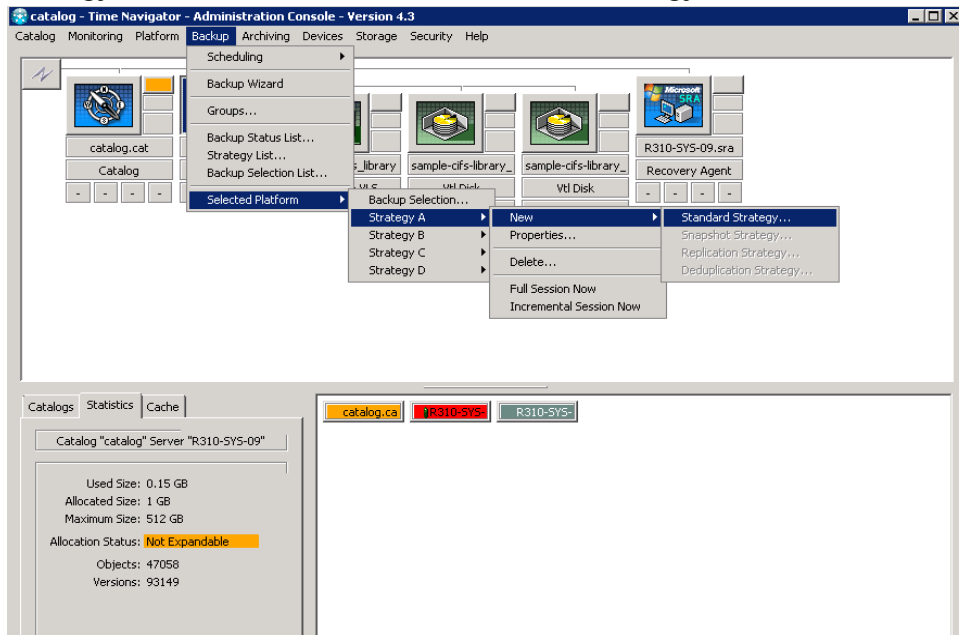 catalog - Time Navigator - Administration Console - Version 4.3
Catalog Monitoring Platform Backup Archiving Devices Storage Security Help
Scheduling
Backup Wizard
Groups...
Backup Status List...
Strategy List...
Backup Selection List...
Selected Platform
Backup Selection...
Strategy A
Strategy B
Strategy C
Strategy D
New
Properties...
Delete...
Full Session Now
Incremental Session Now
Standard Strategy...
Snapshot Strategy...
Replication Strategy...
Deduplication Strategy...
Microsoft
SRA
catalog.cat
s_library
sample-cifs-library_
sample-cifs-library_
R310-SYS-09.sra
Catalog
VLS
Vtl Disk
Vtl Disk
Recovery Agent
- - - -
- - - -
Catalogs Statistics Cache
catalog.ca
R310-SYS-
R310-SYS-
Catalog "catalog" Server "R310-SYS-09"
Used Size: 0.15 GB
Allocated Size: 1 GB
Maximum Size: 512 GB
Allocation Status: Not Expandable
Objects: 47058
Versions: 93149